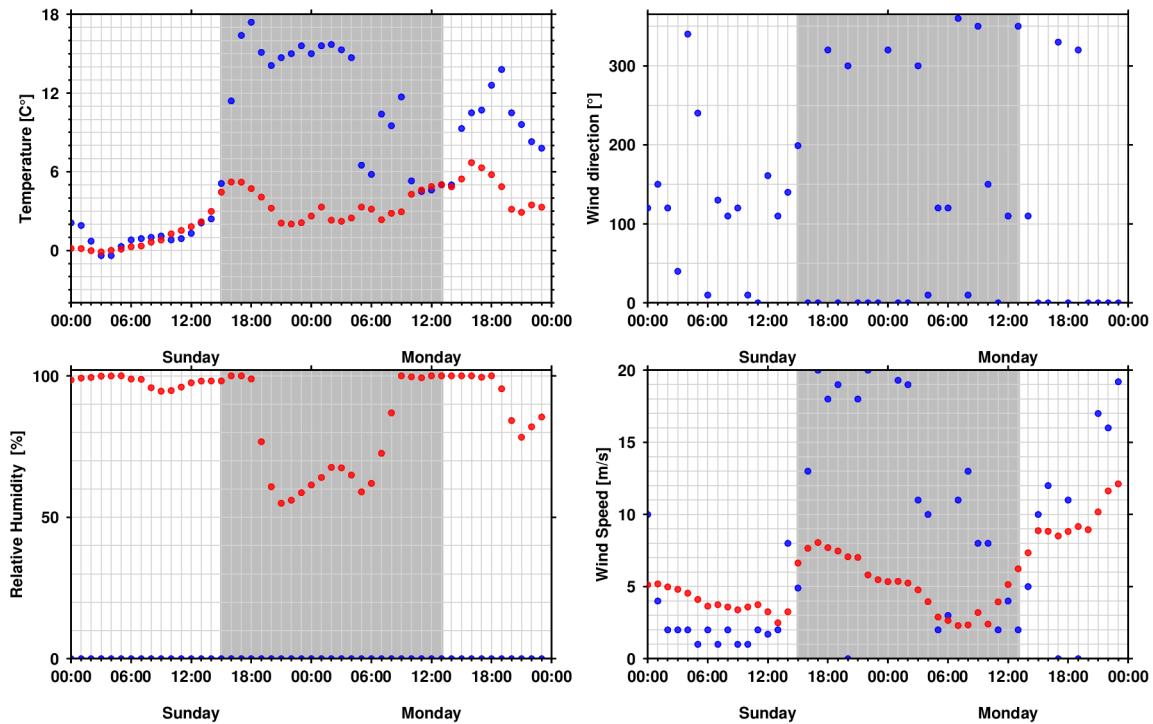 Temperature [C°]
18
12
6
0
00:00 06:00 12:00 18:00 00:00 06:00 12:00 18:00 00:00
Sunday Monday
Wind direction [°]
300
200
100
0
00:00 06:00 12:00 18:00 00:00 06:00 12:00 18:00 00:00
Sunday Monday
Relative Humidity [%]
100
50
0
00:00 06:00 12:00 18:00 00:00 06:00 12:00 18:00 00:00
Sunday Monday
Wind Speed [m/s]
20
15
10
5
0
00:00 06:00 12:00 18:00 00:00 06:00 12:00 18:00 00:00
Sunday Monday